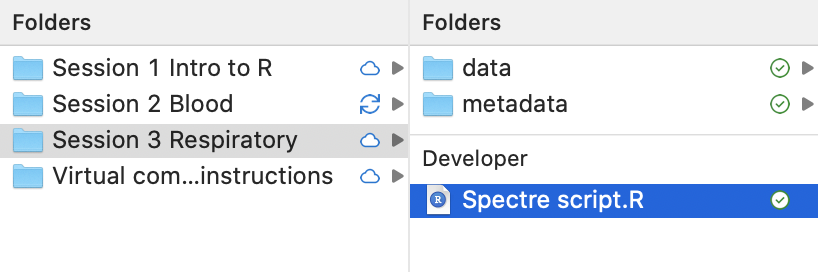 Folders
Session 1 Intro to R
Session 2 Blood
Session 3 Respiratory
Virtual com...instructions
Folders
data
metadata
Developer
R
Spectre script.R